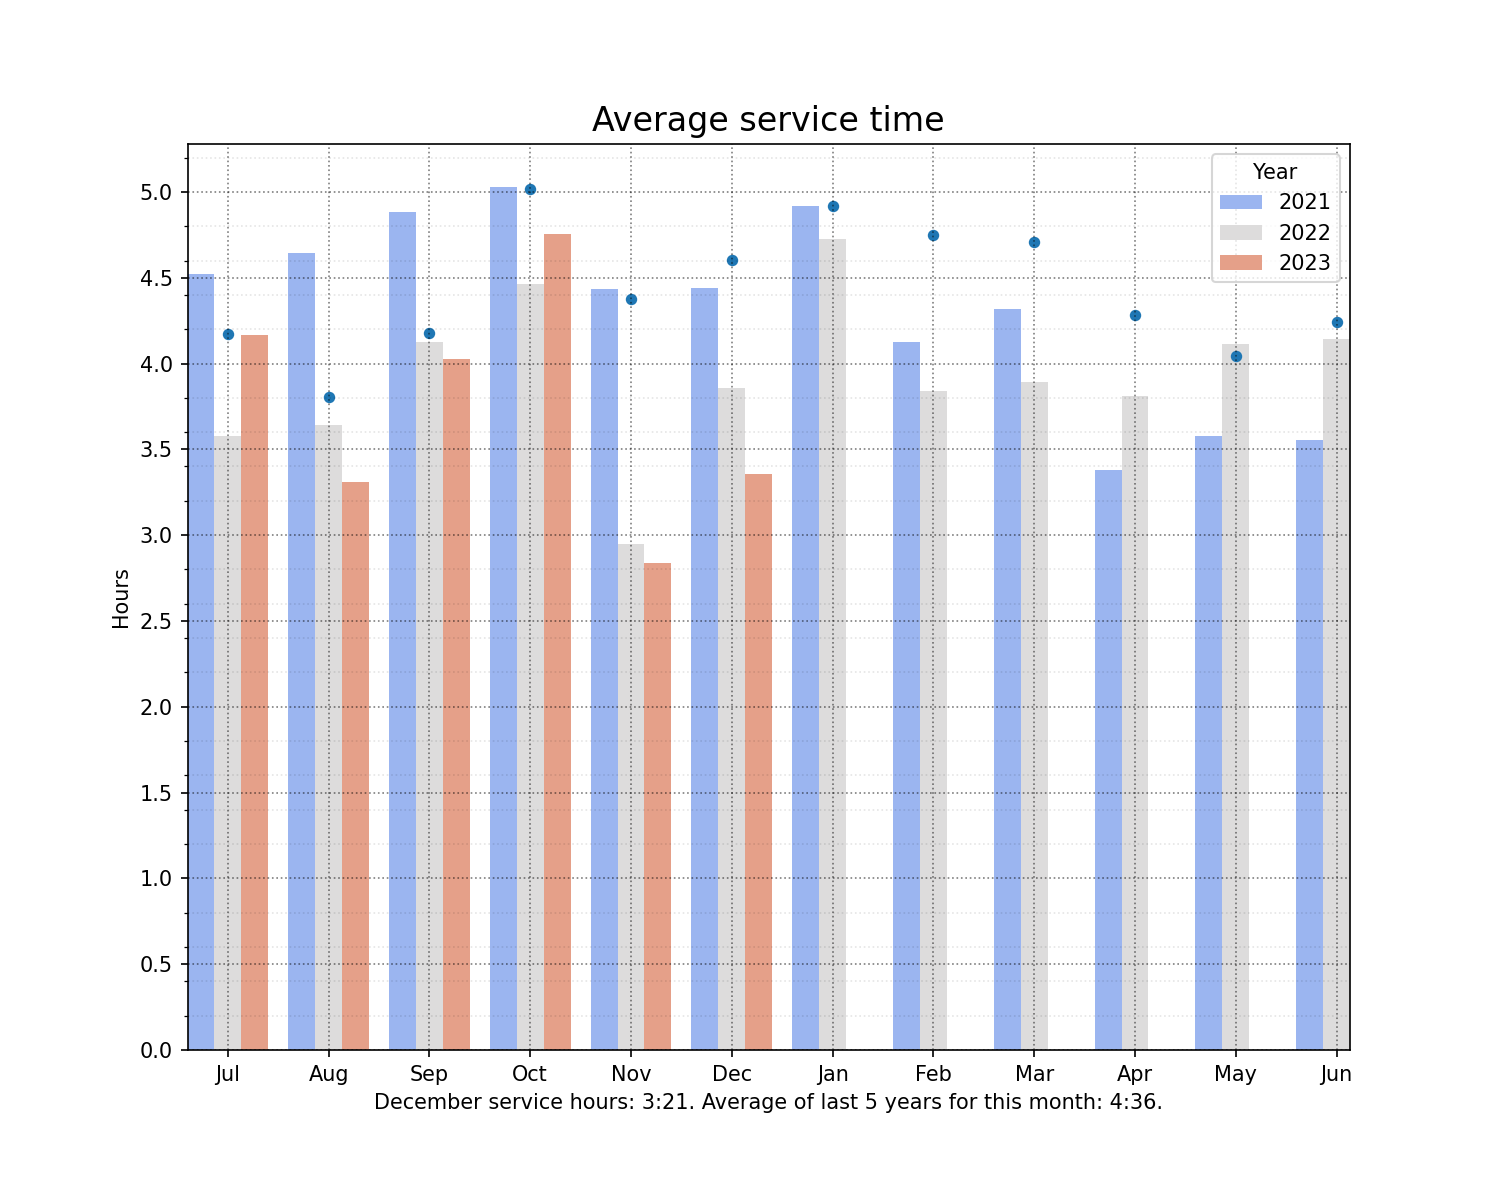 Average service time
Year
2021
2022
2023
5.0
4.5
4.0
3.5
3.0
2.5
2.0
1.5
1.0
0.5
0.0
Hours
Jul Aug Sep Oct Nov Dec Jan Feb Mar Apr May Jun
December service hours: 3:21. Average of last 5 years for this month: 4:36.